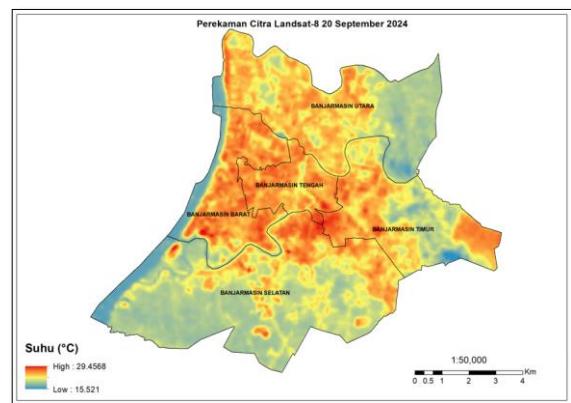 Perekaman Citra Landsat-8 20 September 2024
BANJARMASIN UTARA
BANJARMASIN TENGAH
BANJARMASIN BARAT
BANJARMASIN TIMUR
BANJARMASIN SELATAN
Suhu (°C)
High : 29.4568
Low : 15.521
1:50,000
Km
0 0.5 1 2 3 4